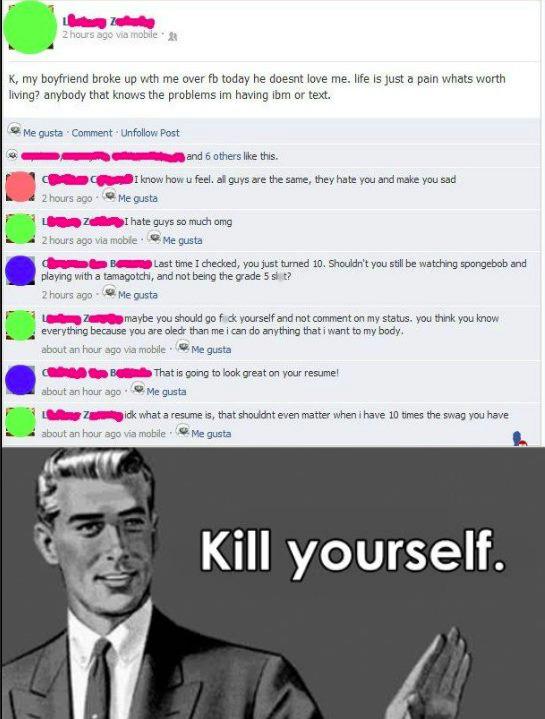 2 hours ago via mobile ·
K, my boyfriend broke up wth me over fb today he doesnt love me. life is just a pain whats worth
living? anybody that knows the problems im having ibm or text.
Me gusta · Comment · Unfollow Post
and 6 others like this.
I know how u feel. all guys are the same, they hate you and make you sad
2 hours ago · Me gusta
I hate guys so much omg
2 hours ago via mobile · Me gusta
Last time I checked, you just turned 10. Shouldn't you still be watching spongebob and
playing with a tamagotchi, and not being the grade 5 sl t?
2 hours ago · Me gusta
maybe you should go f ck yourself and not comment on my status. you think you know
everything because you are oledr than me i can do anything that i want to my body.
about an hour ago via mobile · Me gusta
That is going to look great on your resume!
about an hour ago · Me gusta
idk what a resume is, that shouldnt even matter when i have 10 times the swag you have
about an hour ago via mobile · Me gusta
Kill yourself.